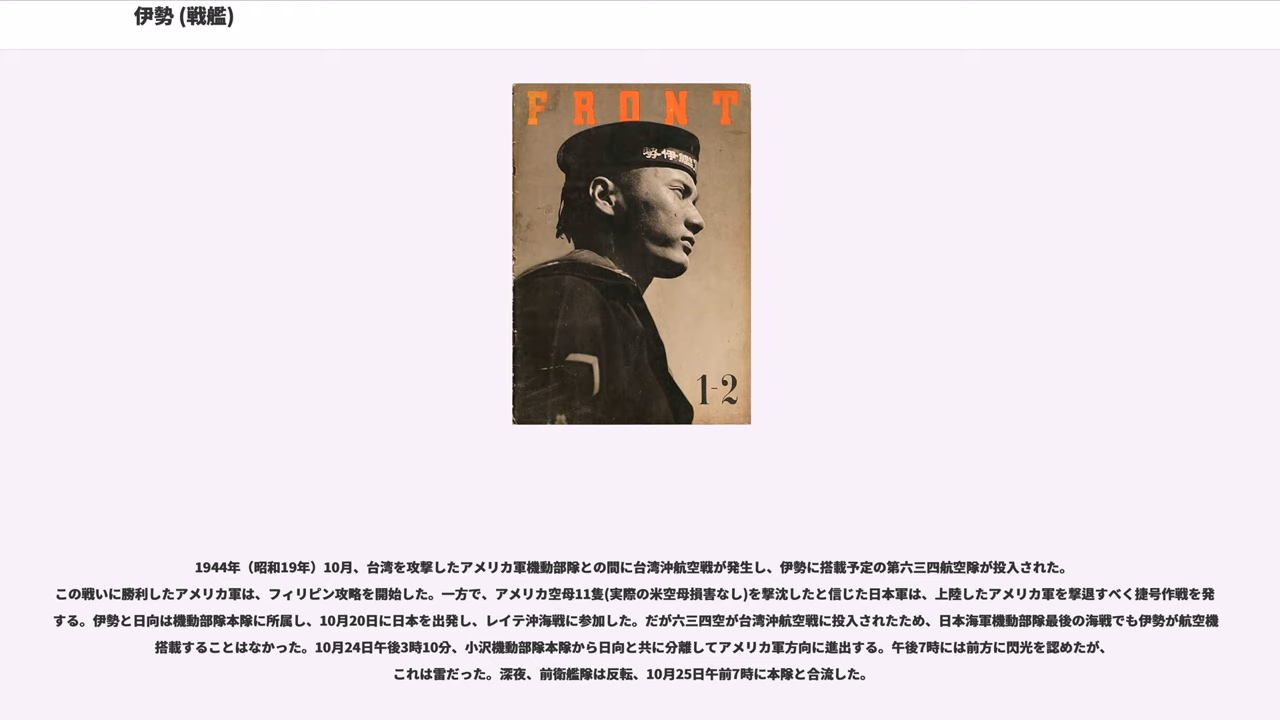 伊勢 (戦艦)
FRONT
勢伊艦
1-2
1944年（昭和19年）10月、台湾を攻撃したアメリカ軍機動部隊との間に台湾沖航空戦が発生し、伊勢に搭載予定の第六三四航空隊が投入された。
この戦いに勝利したアメリカ軍は、フィリピン攻略を開始した。一方で、アメリカ空母11隻(実際の米空母損害なし)を撃沈したと信じた日本軍は、上陸したアメリカ軍を撃退すべく捷号作戦を発
する。伊勢と日向は機動部隊本隊に所属し、10月20日に日本を出発し、レイテ沖海戦に参加した。だが六三四空が台湾沖航空戦に投入されたため、日本海軍機動部隊最後の海戦でも伊勢が航空機
搭載することはなかった。10月24日午後3時10分、小沢機動部隊本隊から日向と共に分離してアメリカ軍方向に進出する。午後7時には前方に閃光を認めたが、
これは雷だった。深夜、前衛艦隊は反転、10月25日午前7時に本隊と合流した。